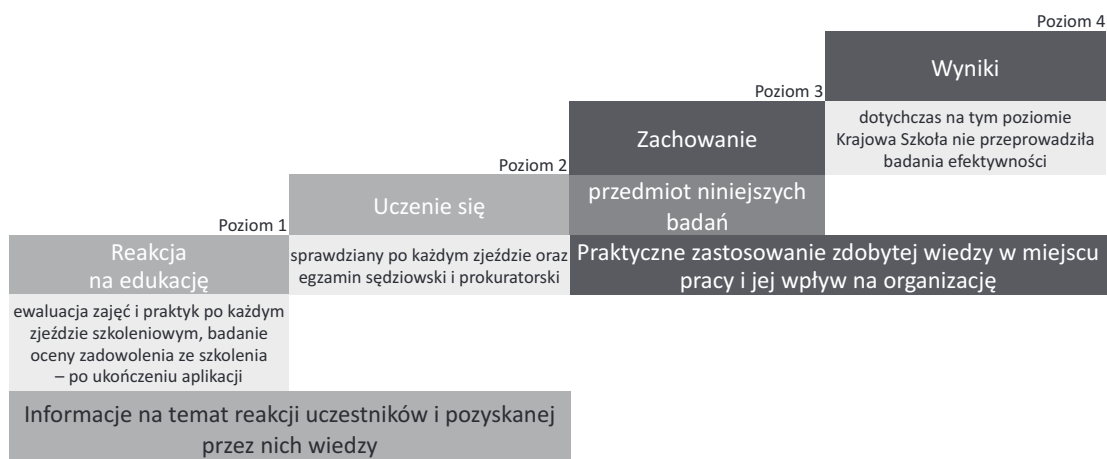 Poziom 4
Wyniki
dotychczas na tym poziomie
Krajowa Szkoła nie przeprowadziła
badania efektywności
Poziom 3
Zachowanie
przedmiot niniejszych
badań
Praktyczne zastosowanie zdobytej wiedzy w miejscu
pracy i jej wpływ na organizację
Poziom 2
Uczenie się
sprawdziany po każdym zjeździe oraz
egzamin sędziowski i prokuratorski
Poziom 1
Reakcja
na edukację
ewaluacja zajęć i praktyk po każdym
zjeździe szkoleniowym, badanie
oceny zadowolenia ze szkolenia
– po ukończeniu aplikacji
Informacje na temat reakcji uczestników i pozyskanej
przez nich wiedzy